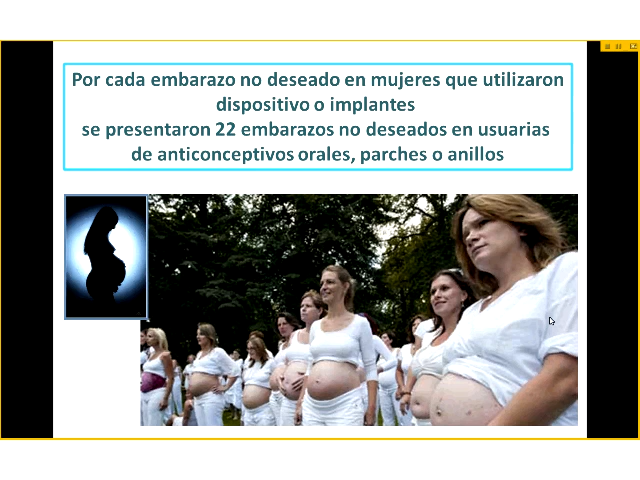 Por cada embarazo no deseado en mujeres que utilizaron
dispositivo o implantes
se presentaron 22 embarazos no deseados en usuarias
de anticonceptivos orales, parches o anillos